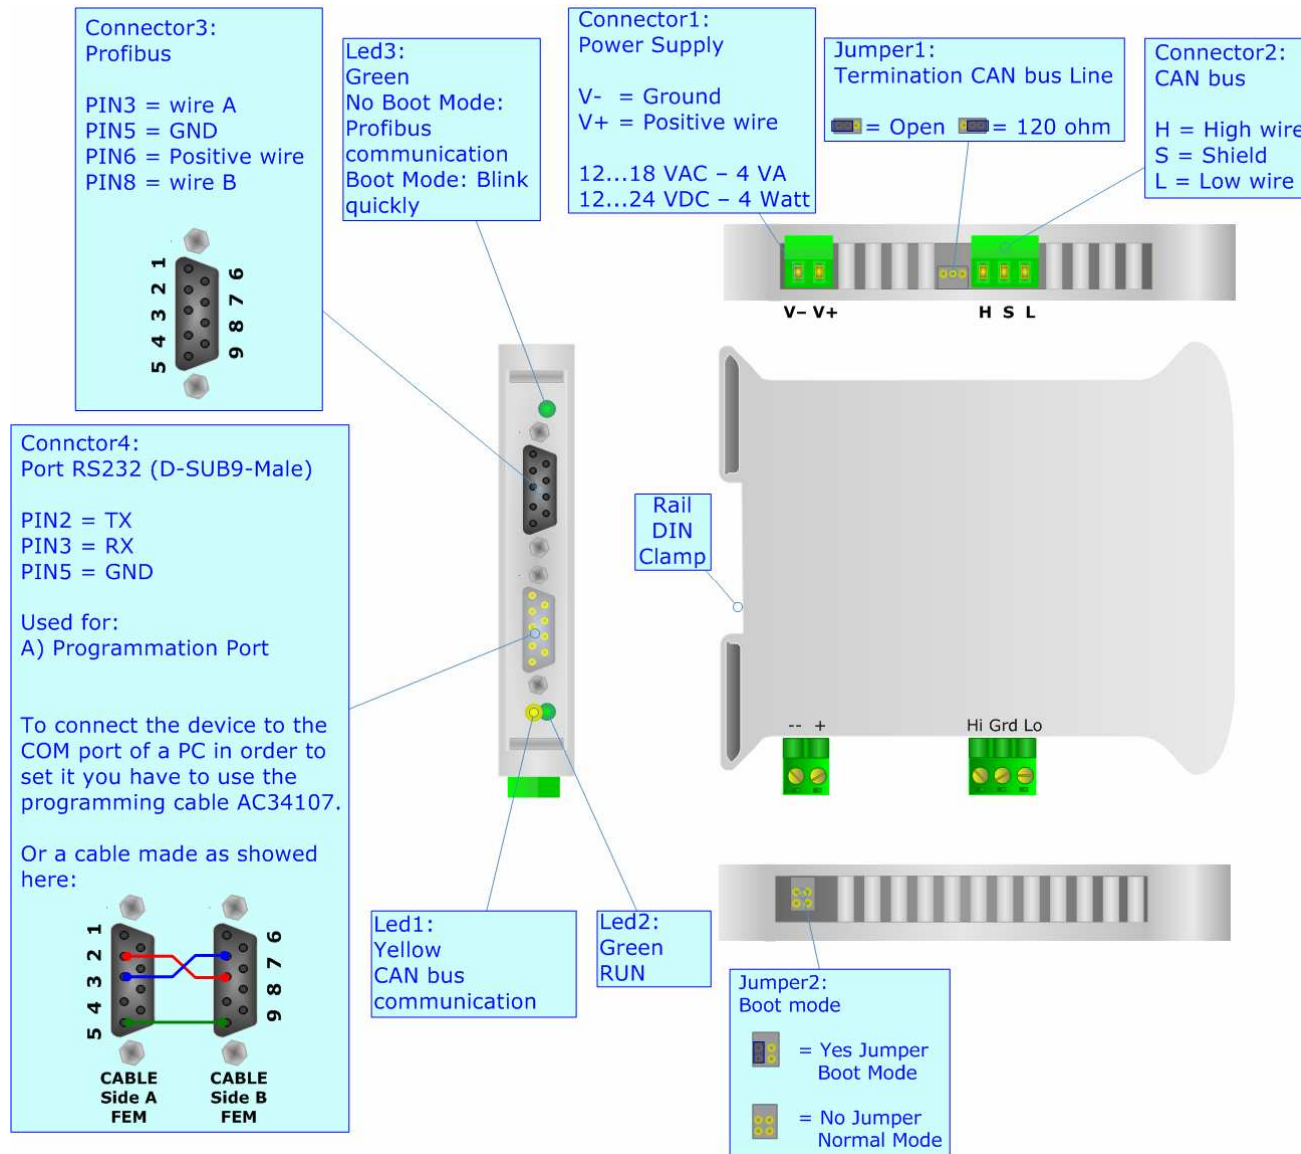 Connector3:
Profibus
PIN3 = wire A
PIN5 = GND
PIN6 = Positive wire
PIN8 = wire B
1
2
3
4
5
6
7
8
9
Led3:
Green
No Boot Mode:
Profibus
communication
Boot Mode: Blink
quickly
Connector1:
Power Supply
V- = Ground
V+ = Positive wire
12...18 VAC – 4 VA
12...24 VDC – 4 Watt
Jumper1:
Termination CAN bus Line
= Open = 120 ohm
Connector2:
CAN bus
H = High wire
S = Shield
L = Low wire
V– V+
H S L
Connctor4:
Port RS232 (D-SUB9-Male)
PIN2 = TX
PIN3 = RX
PIN5 = GND
Used for:
A) Programmation Port
To connect the device to the
COM port of a PC in order to
set it you have to use the
programming cable AC34107.
Or a cable made as showed
here:
1
2
3
4
5
6
7
8
9
CABLE
Side A
FEM
CABLE
Side B
FEM
Rail
DIN
Clamp
-- +
Hi Grd Lo
Led1:
Yellow
CAN bus
communication
Led2:
Green
RUN
Jumper2:
Boot mode
= Yes Jumper
Boot Mode
= No Jumper
Normal Mode